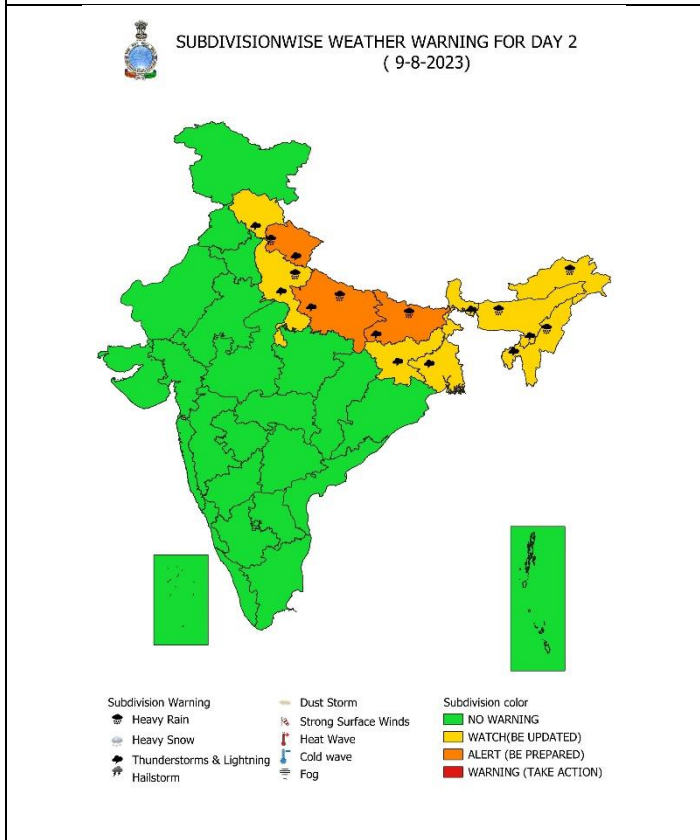 SUBDIVISIONWISE WEATHER WARNING FOR DAY 2
( 9-8-2023)
Subdivision Warning
Heavy Rain
Heavy Snow
Thunderstorms & Lightning
Hailstorm
Dust Storm
Strong Surface Winds
Heat Wave
Cold wave
Fog
Subdivision color
NO WARNING
WATCH(BE UPDATED)
ALERT (BE PREPARED)
WARNING (TAKE ACTION)